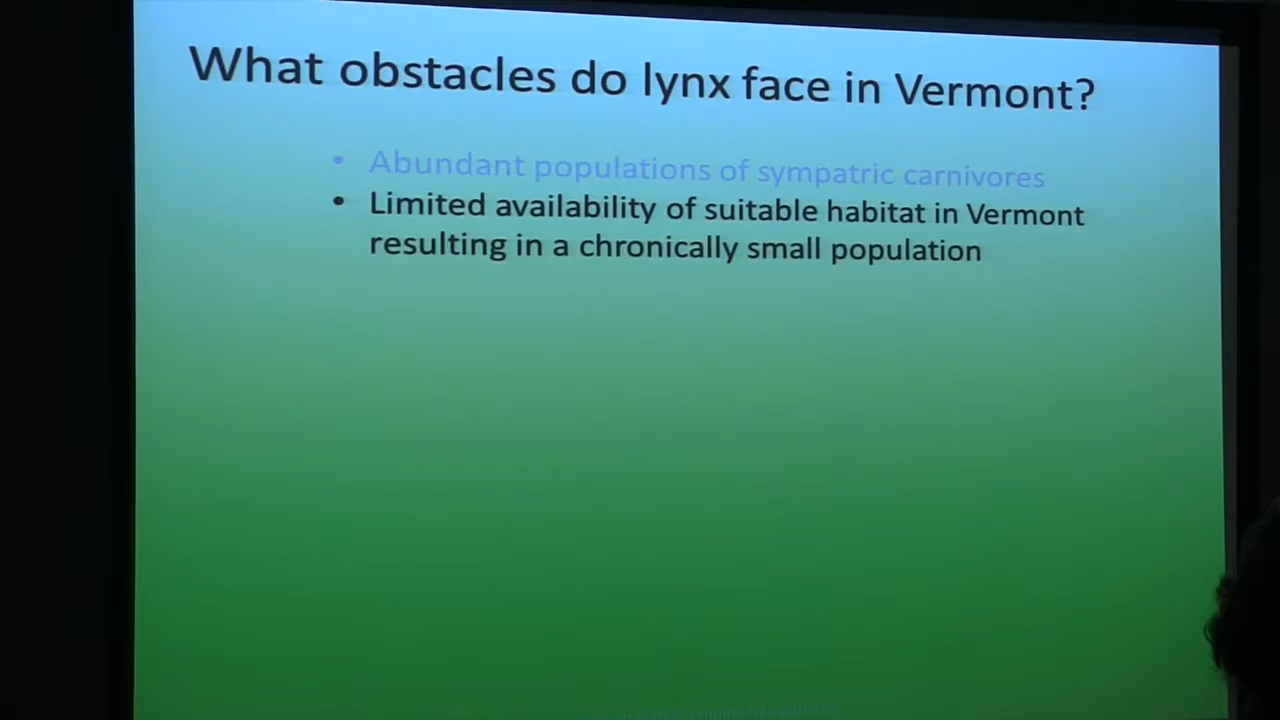 What obstacles do lynx face in Vermont?
• Abundant populations of sympatric carnivores
• Limited availability of suitable habitat in Vermont
resulting in a chronically small population